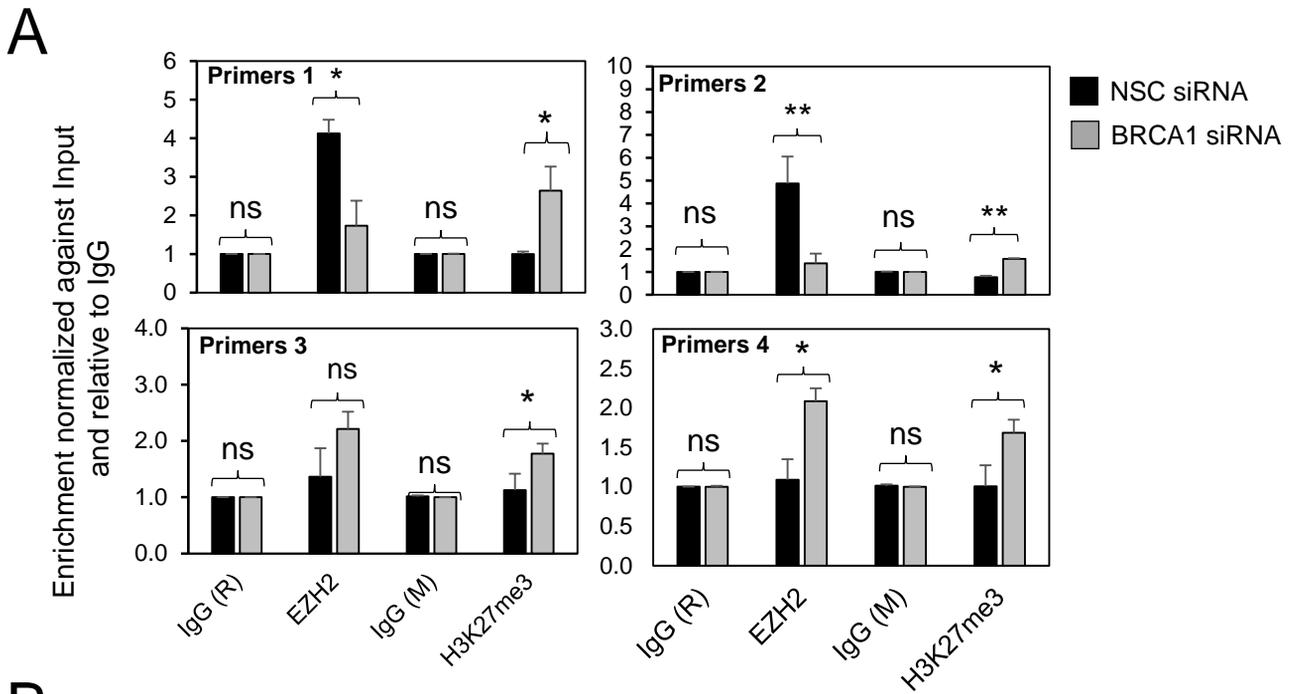 A
Enrichment normalized against Input
and relative to IgG
Primers 1
6
5
4
3
2
1
0
ns
*
ns
*
Primers 2
10
9
8
7
6
5
4
3
2
1
0
ns
**
ns
**
NSC siRNA
BRCA1 siRNA
Primers 3
4.0
3.0
2.0
1.0
0.0
ns
ns
ns
*
IgG (R)
EZH2
IgG (M)
H3K27me3
Primers 4
3.0
2.5
2.0
1.5
1.0
0.5
0.0
ns
*
ns
*
IgG (R)
EZH2
IgG (M)
H3K27me3